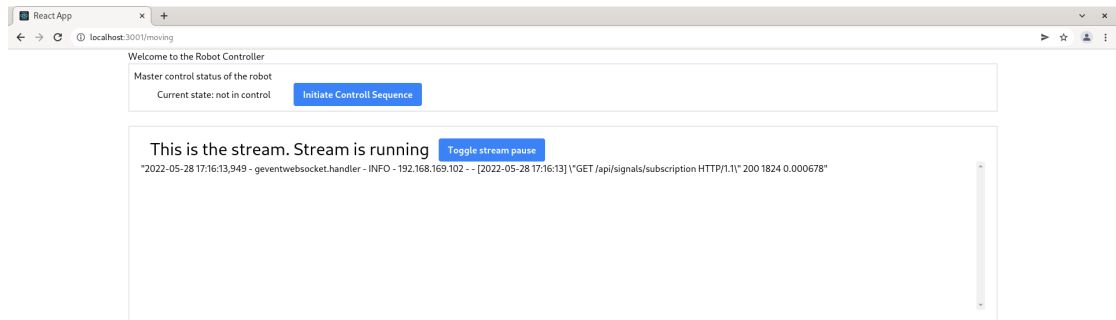 React App
localhost:3001/moving
Welcome to the Robot Controller
Master control status of the robot
Current state: not in control
Initiate Controll Sequence
This is the stream. Stream is running
Toggle stream pause
"2022-05-28 17:16:13,949 - geventwebsocket.handler - INFO - 192.168.169.102 - - [2022-05-28 17:16:13] \"GET /api/signals/subscription HTTP/1.1\" 200 1824 0.000678"